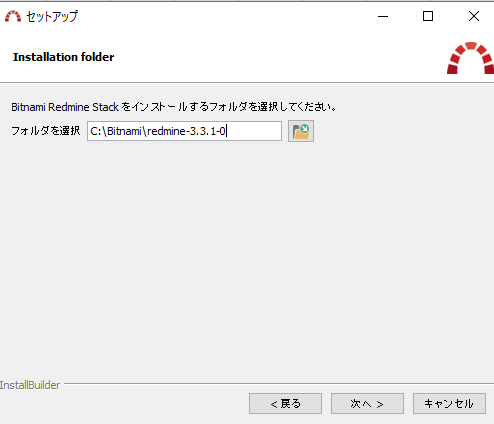 セットアップ
Installation folder
Bitnami Redmine Stack をインストールするフォルダを選択してください。
フォルダを選択 C:\Bitnami\redmine-3.3.1-0
InstallBuilder
< 戻る 次へ > キャンセル